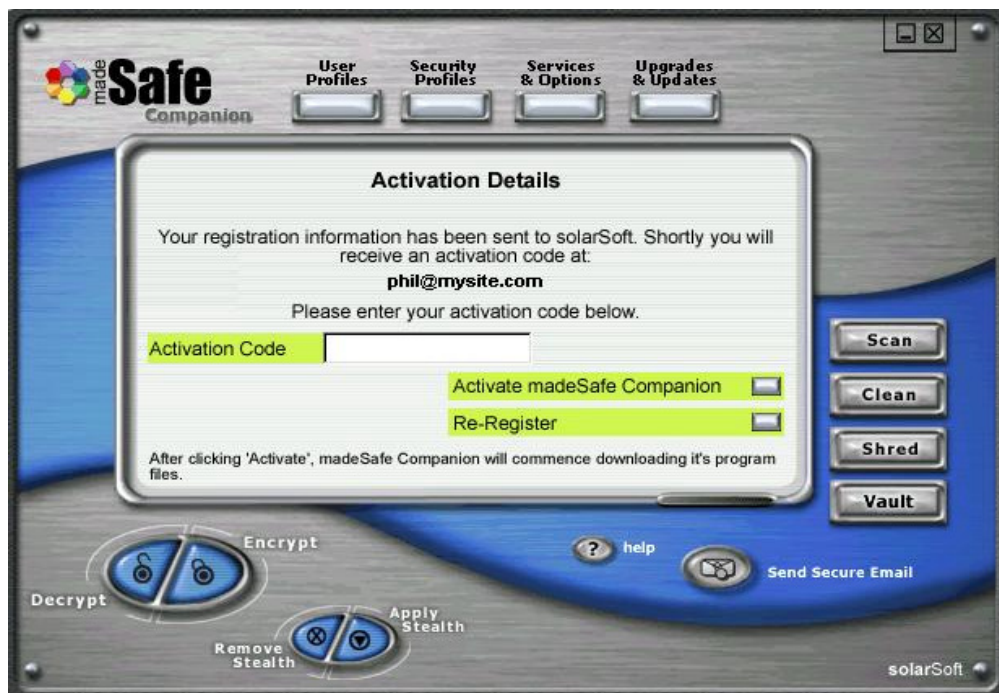 made
Safe
Companion
User
Profiles
Security
Profiles
Services
& Options
Upgrades
& Updates
Activation Details
Your registration information has been sent to solarSoft. Shortly you will
receive an activation code at:
phil@mysite.com
Please enter your activation code below.
Activation Code
Activate madeSafe Companion
Re-Register
After clicking 'Activate', madeSafe Companion will commence downloading it's program
files.
Scan
Clean
Shred
Vault
Encrypt
Decrypt
? help
Send Secure Email
Apply
Stealth
Remove
Stealth
solarSoft